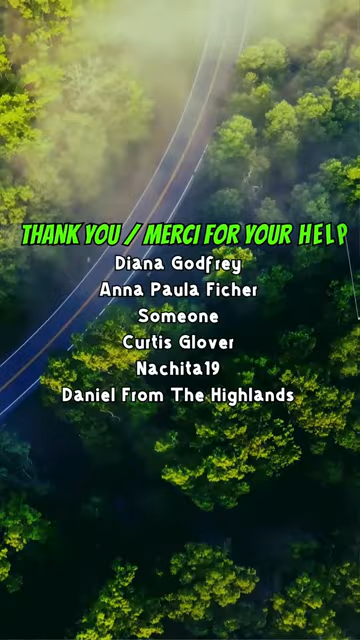 THANK YOU / MERCI FOR YOUR HELP
Diana Godfrey
Anna Paula Ficher
Someone
Curtis Glover
Nachita19
Daniel From The Highlands